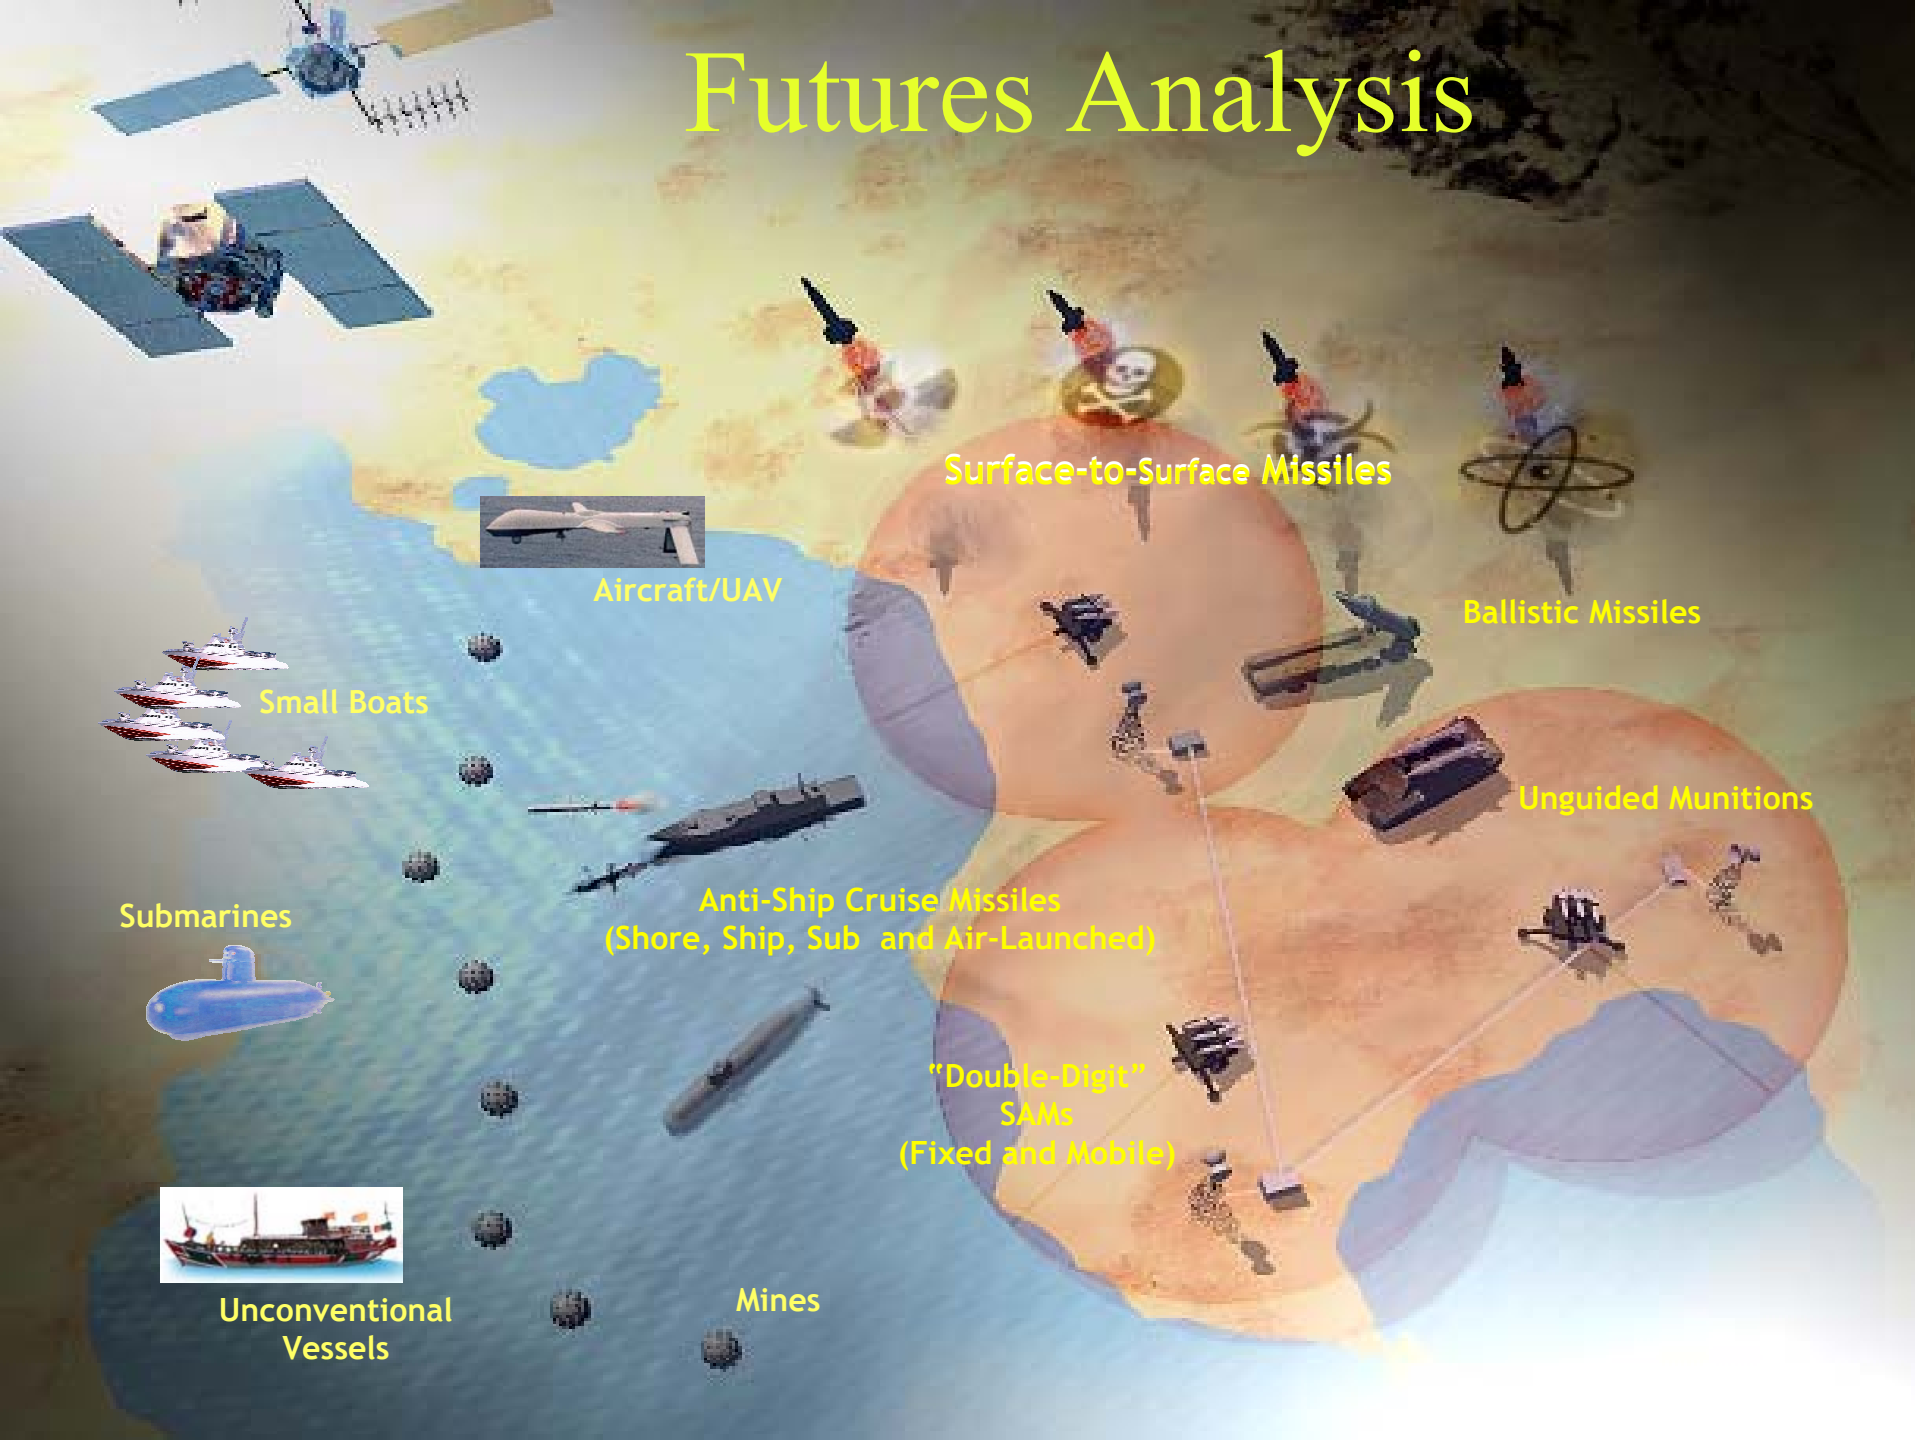 Futures Analysis
Surface-to-Surface Missiles
Aircraft/UAV
Ballistic Missiles
Small Boats
Unguided Munitions
Submarines
Anti-Ship Cruise Missiles
(Shore, Ship, Sub and Air-Launched)
“Double-Digit”
SAMs
(Fixed and Mobile)
Unconventional
Vessels
Mines